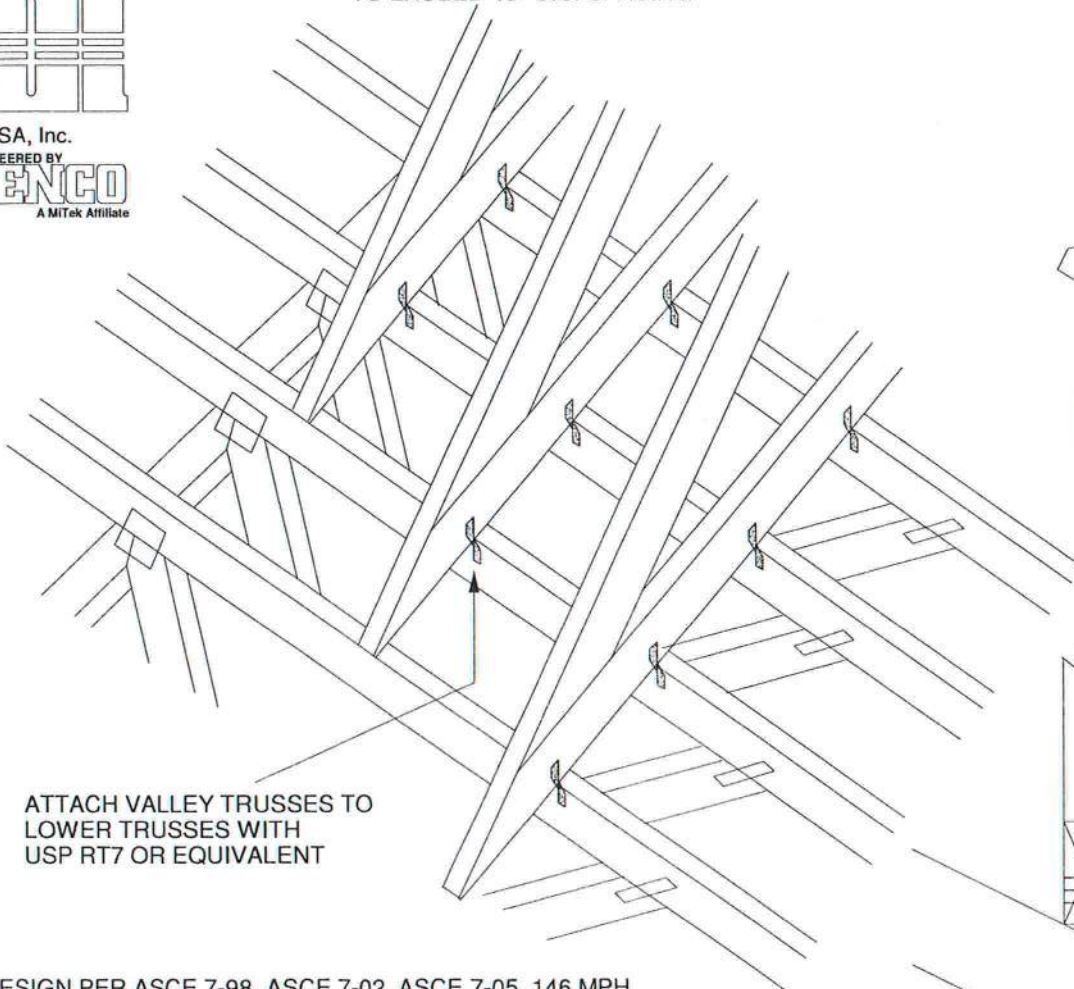 SA, Inc.
EERED BY
ENCO
A MiTek Affiliate
ATTACH VALLEY TRUSSES TO
LOWER TRUSSES WITH
USP RT7 OR EQUIVALENT
ESIGN PER ASCE 7-98, ASCE 7-02, ASCE 7-05 146 MPH